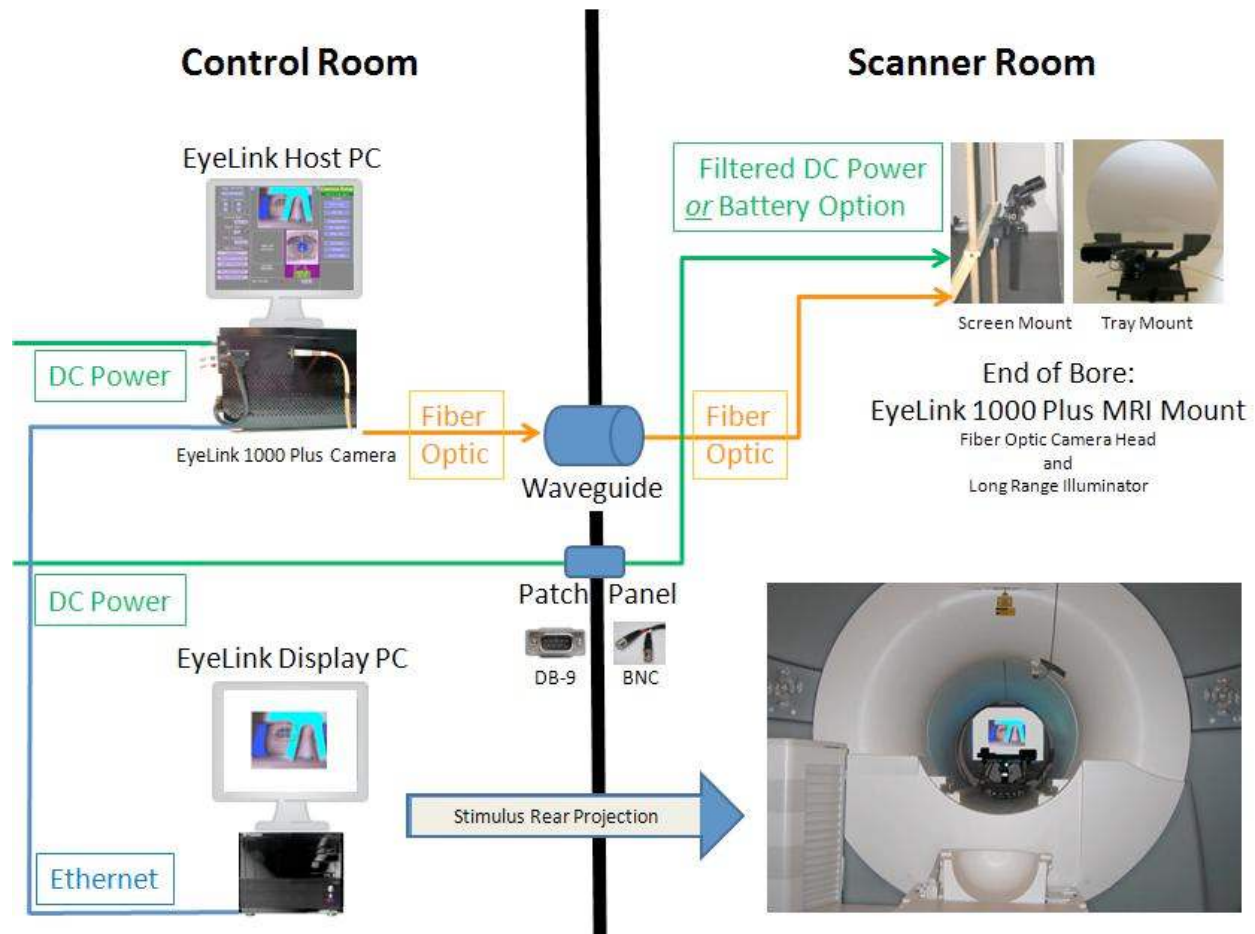 Control Room
Scanner Room
EyeLink Host PC
DC Power
EyeLink 1000 Plus Camera
Fiber
Optic
Waveguide
Fiber
Optic
Filtered DC Power
or Battery Option
Screen Mount
Tray Mount
End of Bore:
EyeLink 1000 Plus MRI Mount
Fiber Optic Camera Head
and
Long Range Illuminator
DC Power
Patch Panel
DB-9
BNC
EyeLink Display PC
Ethernet
Stimulus Rear Projection